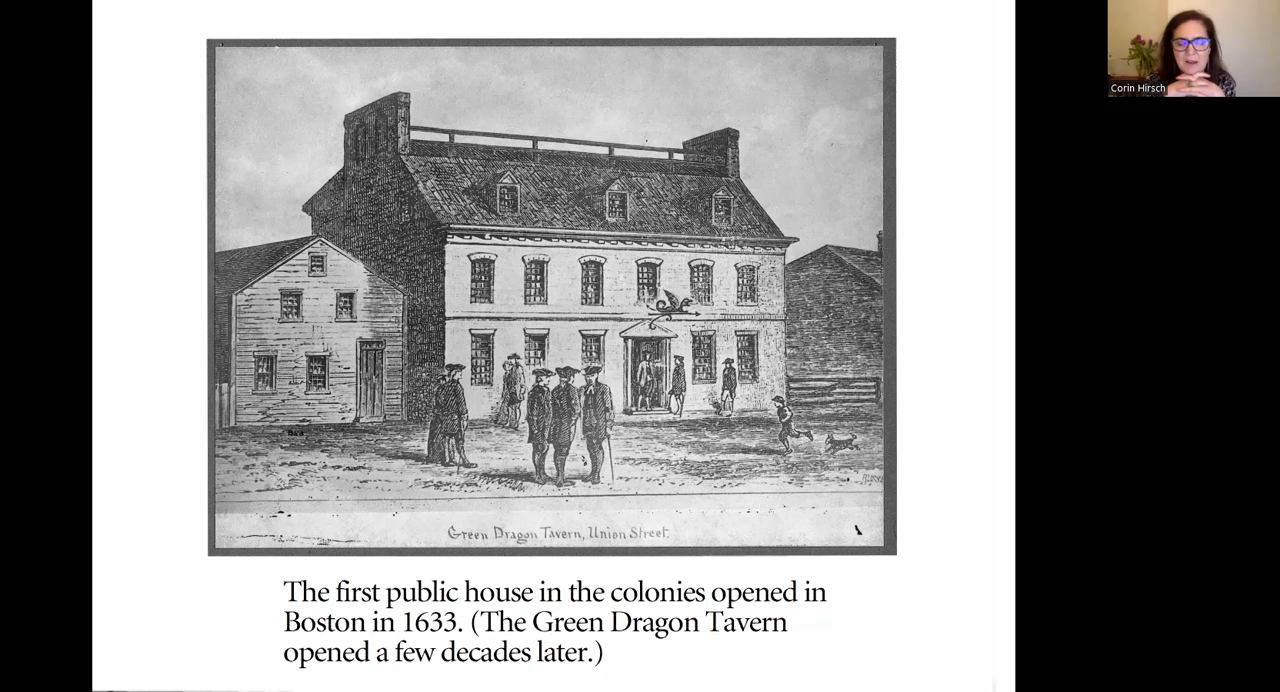 Corin Hirsch
Green Dragon Tavern, Union Street.
The first public house in the colonies opened in
Boston in 1633. (The Green Dragon Tavern
opened a few decades later.)